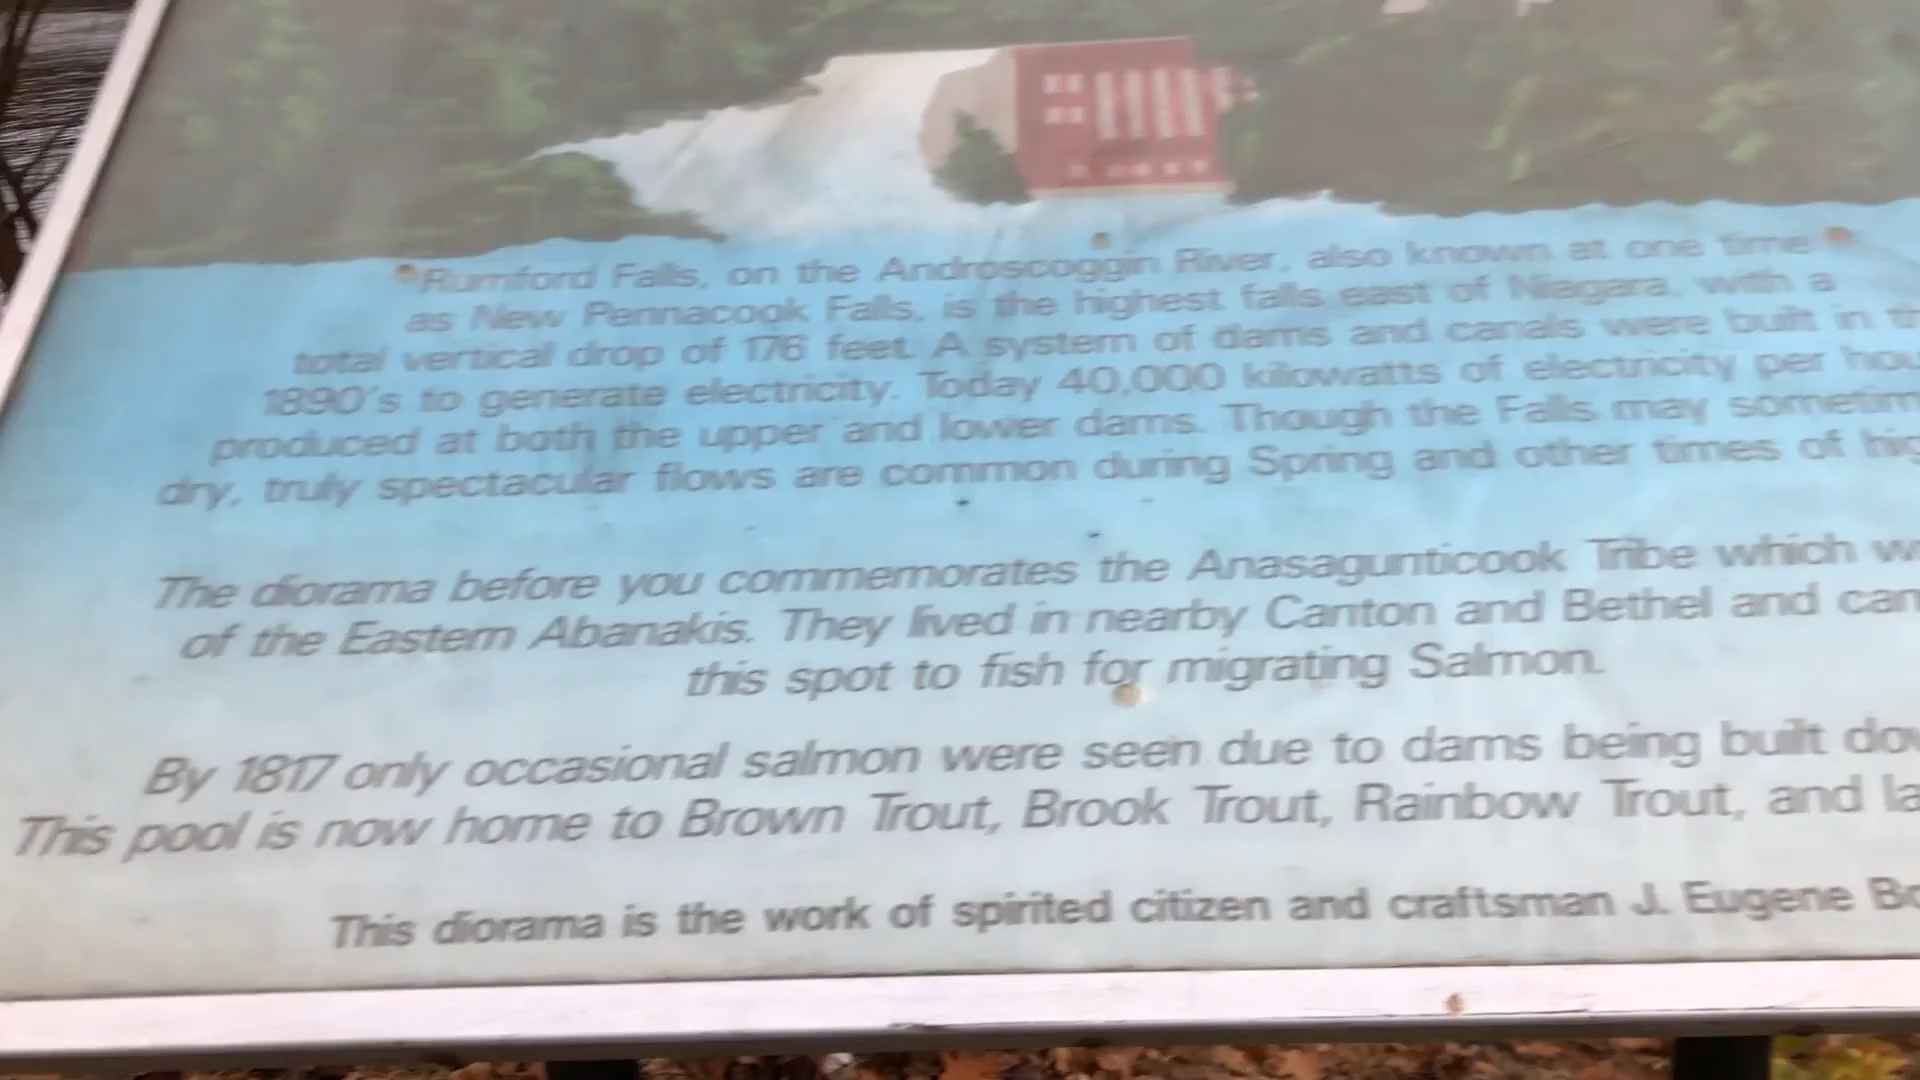 Rumford Falls, on the Androscoggin River, also known at one time
as New Pennacook Falls, is the highest falls east of Niagara, with a
total vertical drop of 176 feet. A system of dams and canals were built in th
1890's to generate electricity. Today 40,000 kilowatts of electricity per hou
produced at both the upper and lower dams. Though the Falls may sometim
dry, truly spectacular flows are common during Spring and other times of hig
The diorama before you commemorates the Anasagunticook Tribe which w
of the Eastern Abanakis. They lived in nearby Canton and Bethel and cam
this spot to fish for migrating Salmon.
By 1817 only occasional salmon were seen due to dams being built dow
This pool is now home to Brown Trout, Brook Trout, Rainbow Trout, and la
This diorama is the work of spirited citizen and craftsman J. Eugene Bo